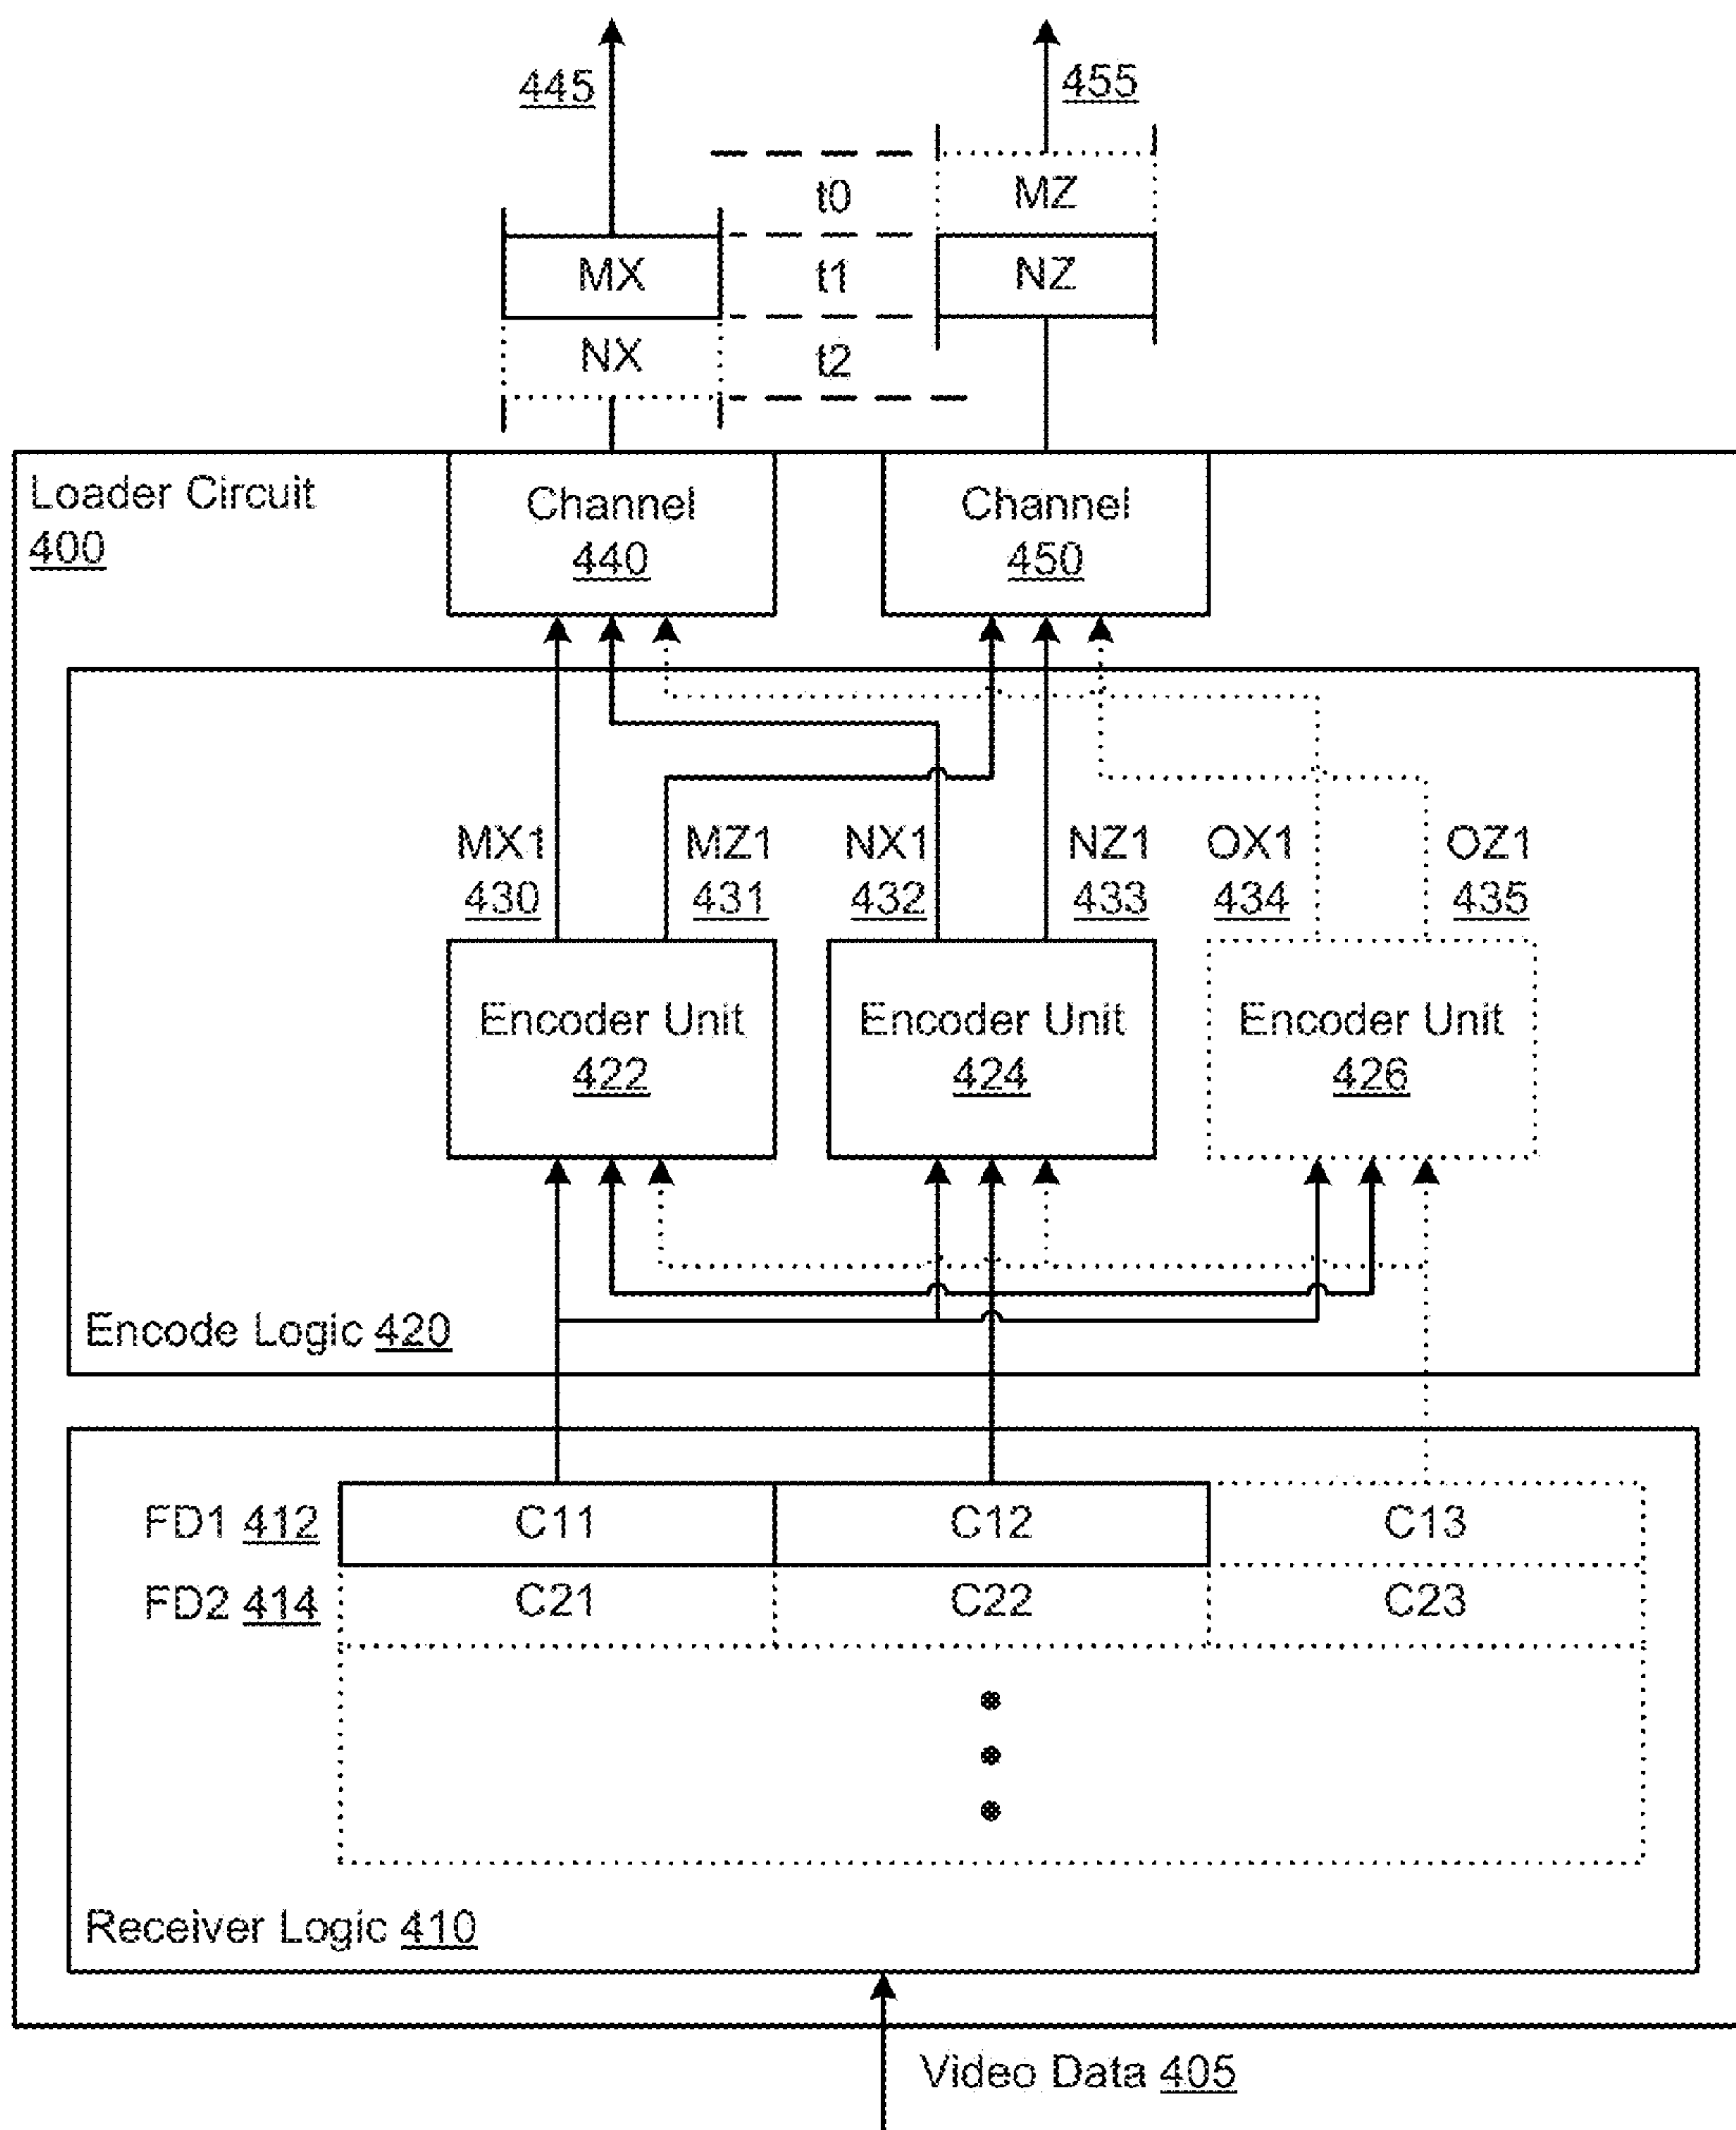 445
455
t0
MZ
MX
t1
NZ
NX
t2
Loader Circuit
400
Channel
440
Channel
450
MX1
430
MZ1
431
NX1
432
NZ1
433
OX1
434
OZ1
435
Encoder Unit
422
Encoder Unit
424
Encoder Unit
426
Encode Logic 420
FD1 412
C11
C12
C13
FD2 414
C21
C22
C23
Receiver Logic 410
Video Data 405